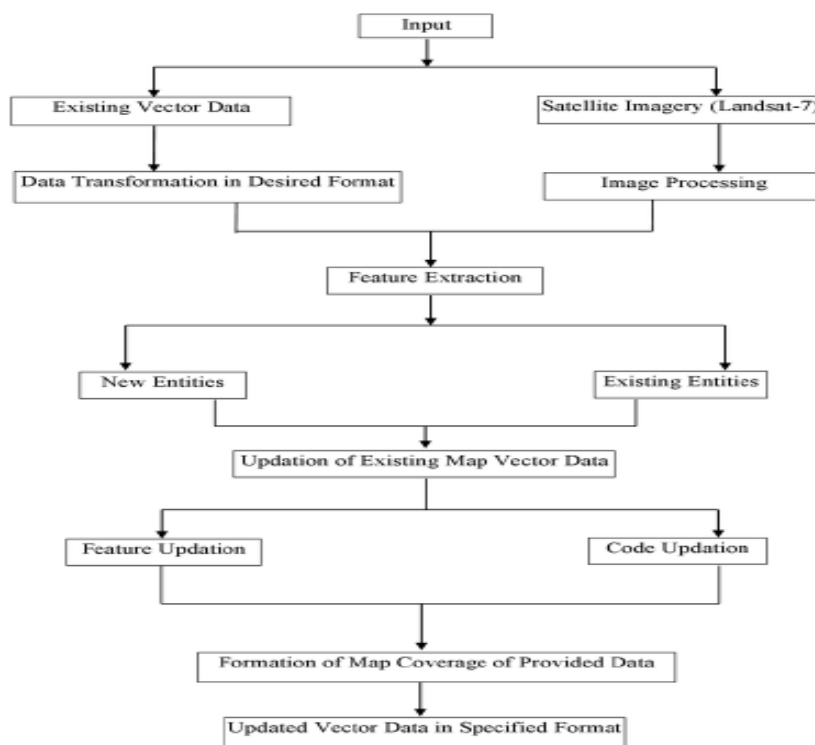 Input
Existing Vector Data
Satellite Imagery (Landsat-7)
Data Transformation in Desired Format
Image Processing
Feature Extraction
New Entities
Existing Entities
Updation of Existing Map Vector Data
Feature Updation
Code Updation
Formation of Map Coverage of Provided Data
Updated Vector Data in Specified Format